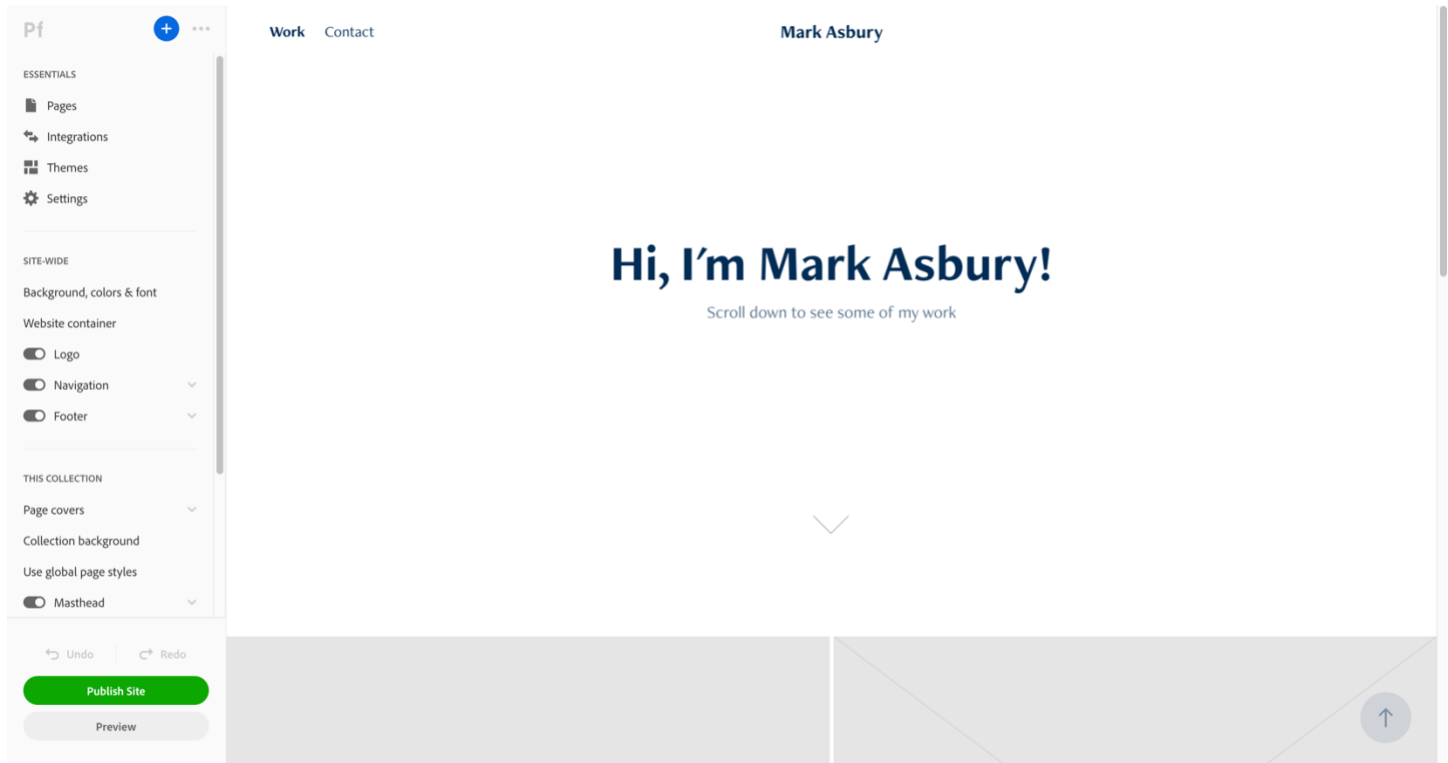 Pf
ESSENTIALS
Pages
Integrations
Themes
Settings
SITE-WIDE
Background, colors & font
Website container
Logo
Navigation
Footer
THIS COLLECTION
Page covers
Collection background
Use global page styles
Masthead
Undo Redo
Publish Site
Preview
Work Contact
Mark Asbury
Hi, I'm Mark Asbury!
Scroll down to see some of my work